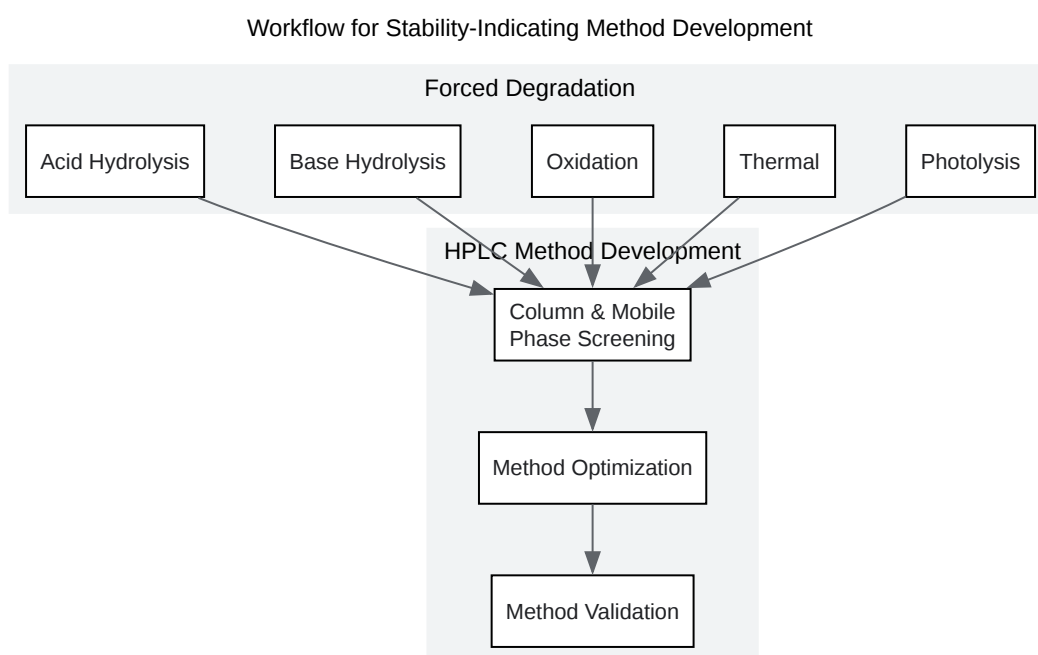 Workflow for Stability-Indicating Method Development
Forced Degradation
Acid Hydrolysis
Base Hydrolysis
Oxidation
Thermal
Photolysis
HPLC Method Development
Column & Mobile
Phase Screening
Method Optimization
Method Validation